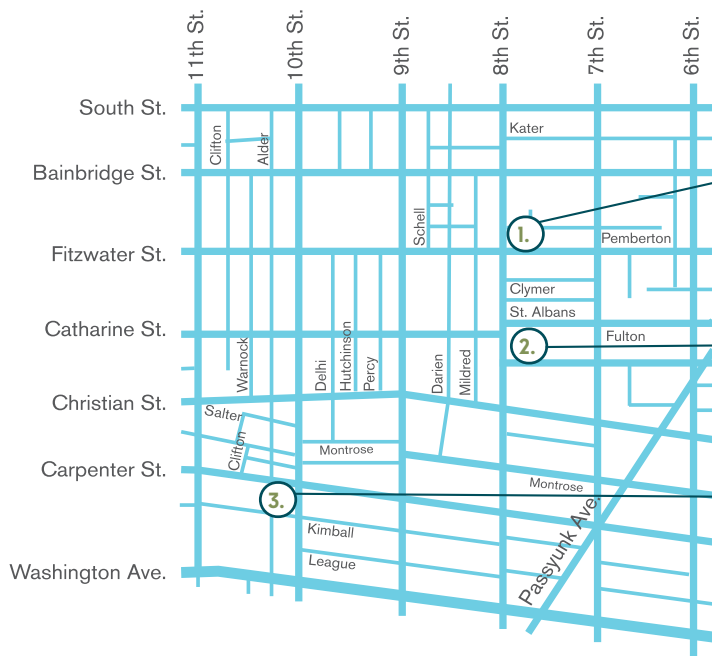 11th St.
10th St.
9th St.
8th St.
7th St.
6th St.
South St.
Clifton
Alder
Kater
Bainbridge St.
Schell
1.
Pemberton
Fitzwater St.
Clymer
St. Albans
Catharine St.
2.
Fulton
Warnock
Delhi
Hutchinson
Percy
Darien
Mildred
Christian St.
Salter
Clifton
Montrose
Carpenter St.
Montrose
3.
Kimball
Passyunk Ave.
League
Washington Ave.